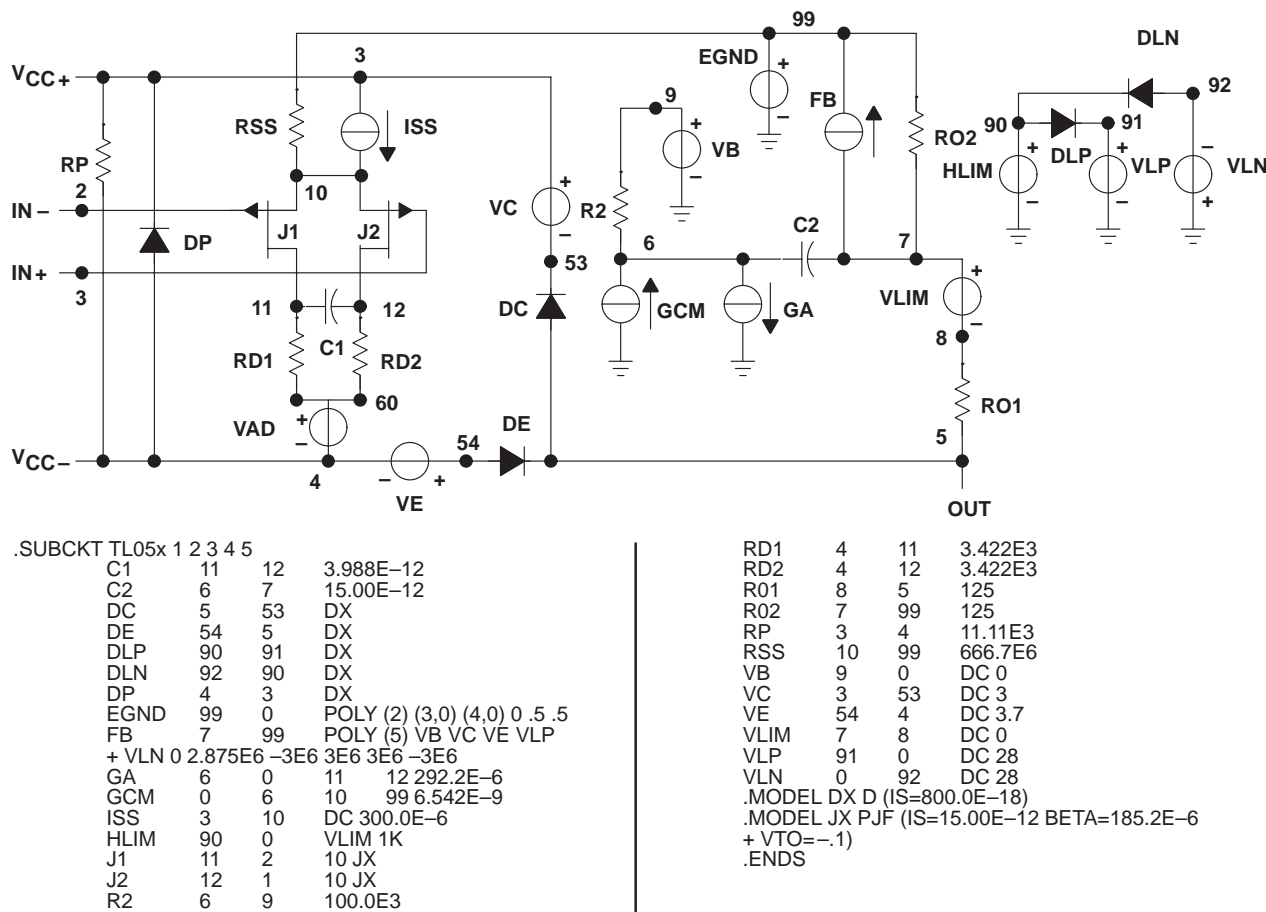 99
DLN
3
VCC+
EGND
+
–
FB
92
9
RSS
ISS
+
–
VB
RO2
90
91
RP
DLP
HLIM
+
–
VLP
+
–
VLN
–
+
2
10
IN –
VC
+
–
R2
J1
J2
C2
DP
6
7
IN+
53
3
GCM
GA
VLIM
+
–
11
12
DC
8
C1
RD1
RD2
RO1
60
VAD
+
–
DE
5
54
VCC–
4
–
+
VE
OUT
.SUBCKT TL05x 1 2 3 4 5
C1 11 12 3.988E–12
C2 6 7 15.00E–12
DC 5 53 DX
DE 54 5 DX
DLP 90 91 DX
DLN 92 90 DX
DP 4 3 DX
EGND 99 0 POLY (2) (3,0) (4,0) 0 .5 .5
FB 7 99 POLY (5) VB VC VE VLP
+ VLN 0 2.875E6 –3E6 3E6 3E6 –3E6
GA 6 0 11 12 292.2E–6
GCM 0 6 10 99 6.542E–9
ISS 3 10 DC 300.0E–6
HLIM 90 0 VLIM 1K
J1 11 2 10 JX
J2 12 1 10 JX
R2 6 9 100.0E3
RD1 4 11 3.422E3
RD2 4 12 3.422E3
R01 8 5 125
R02 7 99 125
RP 3 4 11.11E3
RSS 10 99 666.7E6
VB 9 0 DC 0
VC 3 53 DC 3
VE 54 4 DC 3.7
VLIM 7 8 DC 0
VLP 91 0 DC 28
VLN 0 92 DC 28
.MODEL DX D (IS=800.0E–18)
.MODEL JX PJF (IS=15.00E–12 BETA=185.2E–6
+ VTO=–.1)
.ENDS